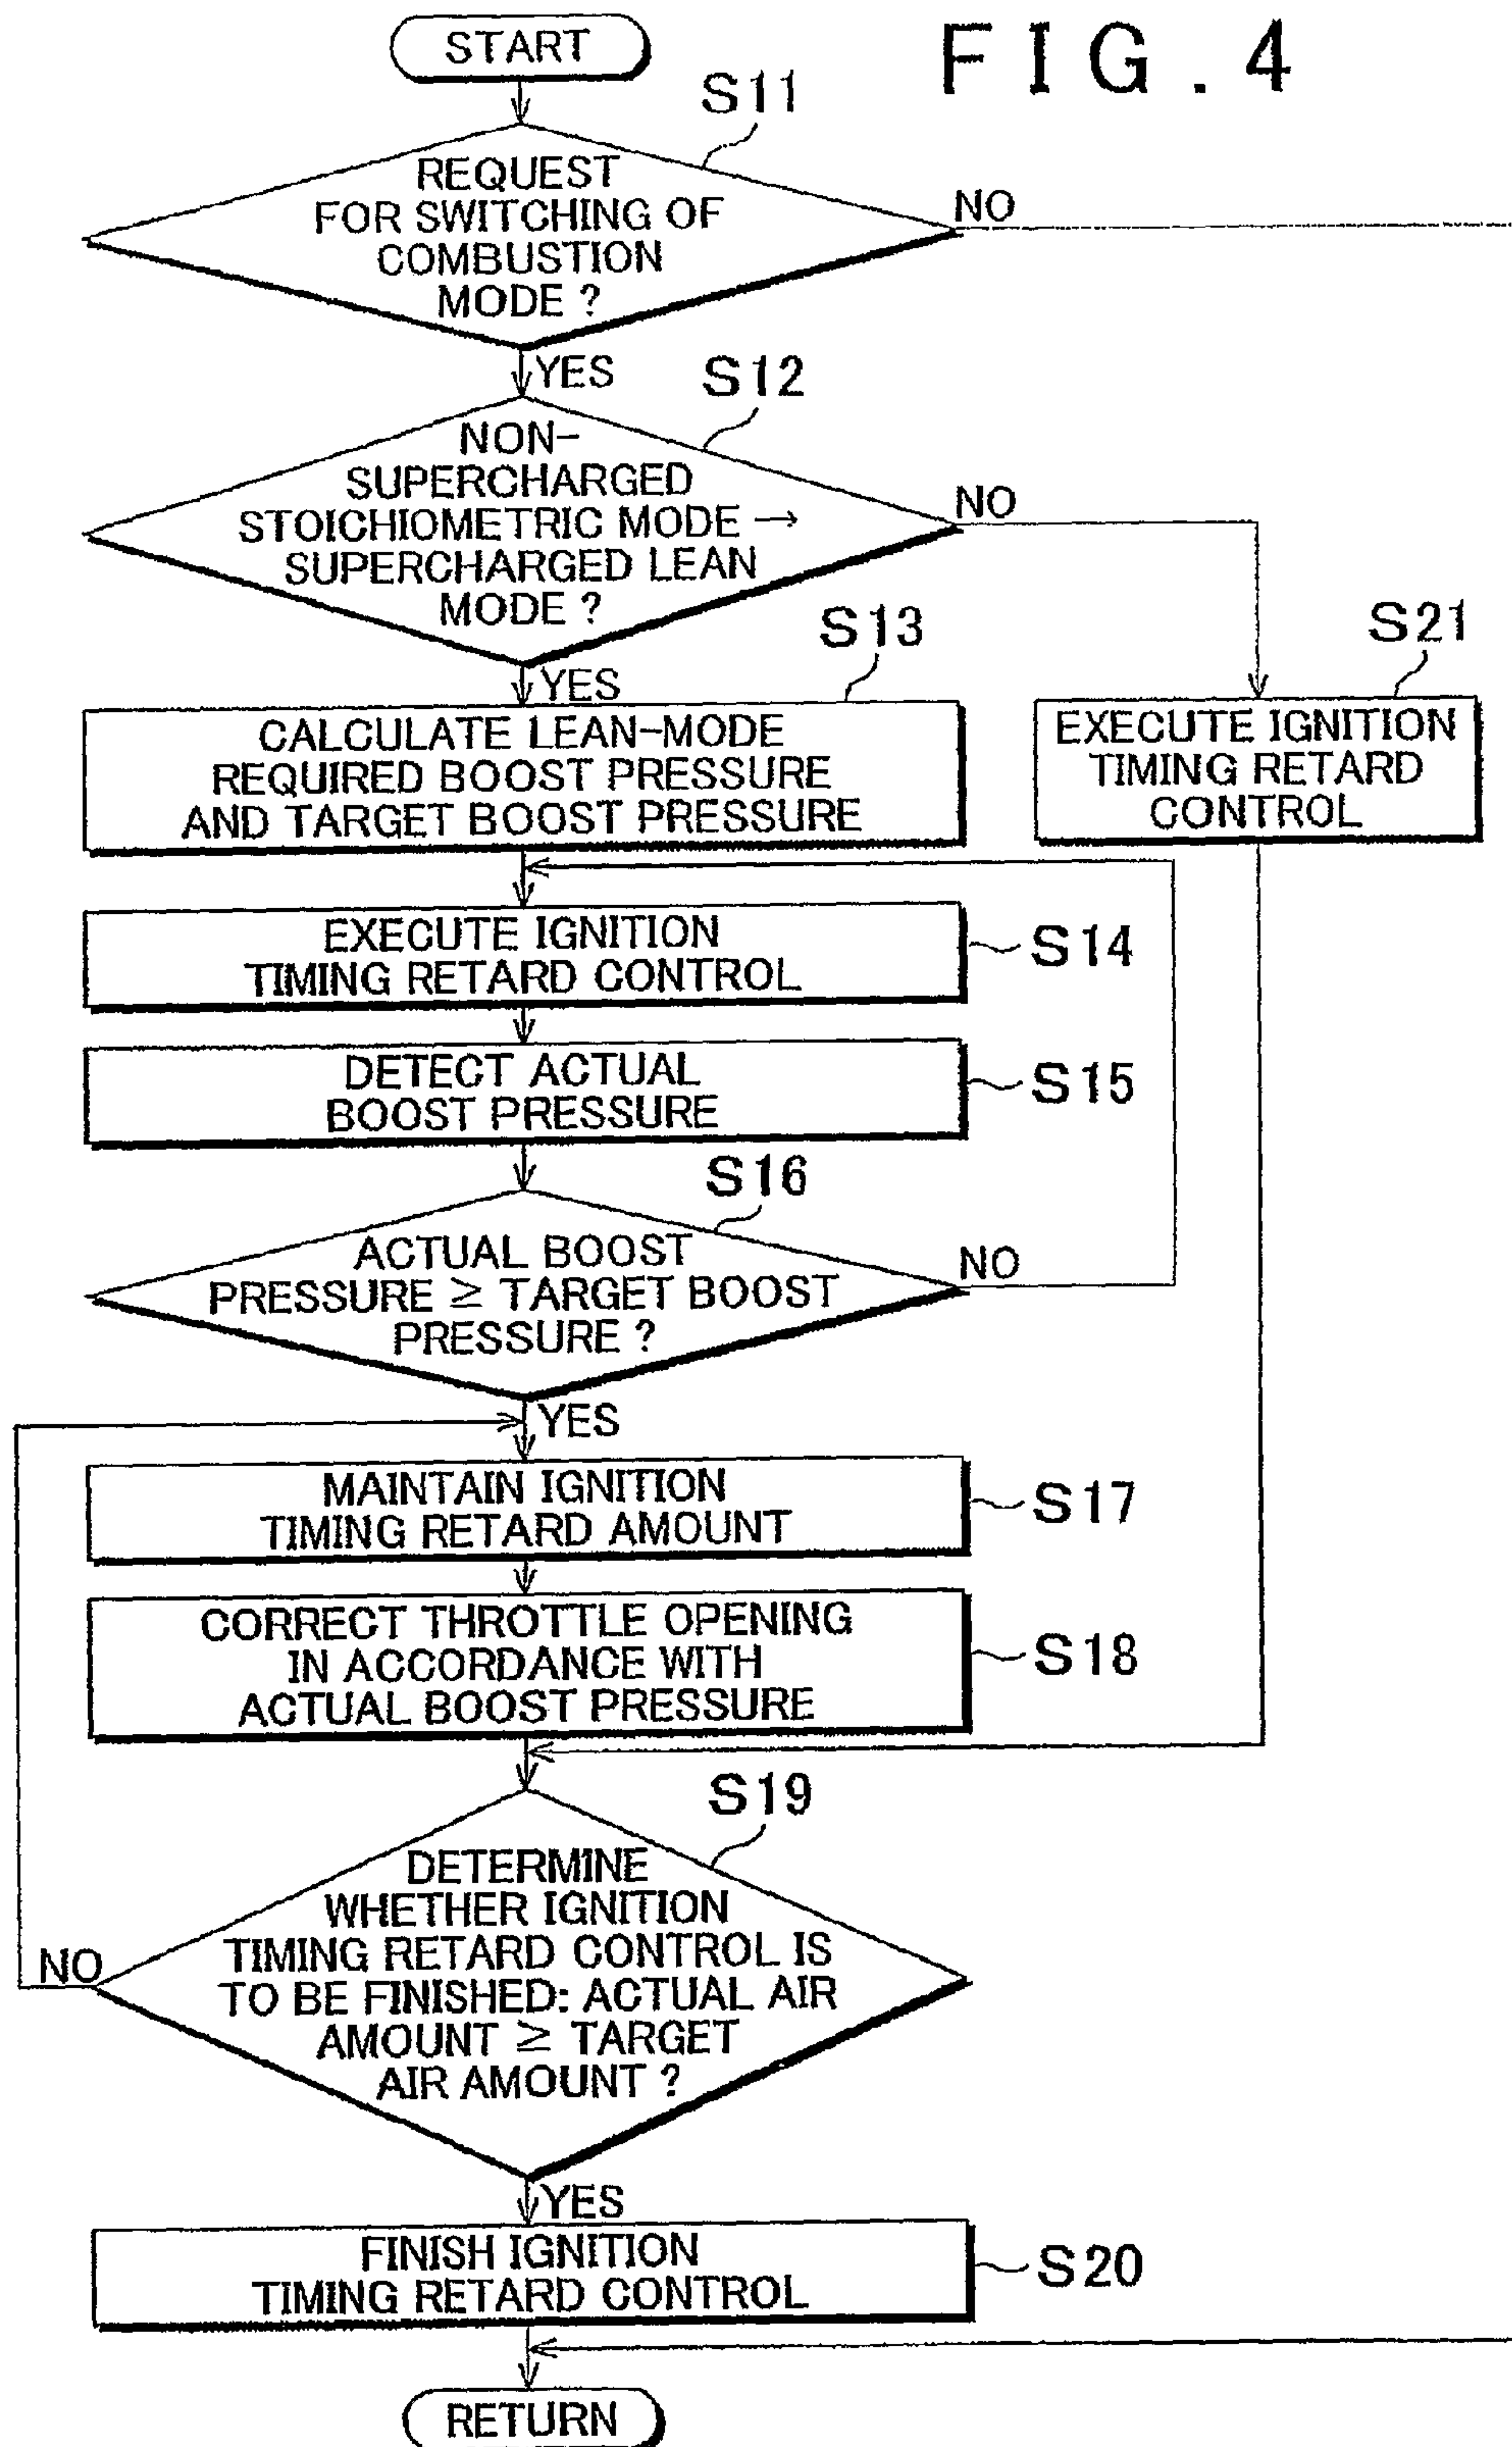 FIG.4
START
S11
REQUEST
FOR SWITCHING OF
COMBUSTION
MODE ?
NO
YES
S12
NON-
SUPERCHARGED
STOICHIOMETRIC MODE →
SUPERCHARGED LEAN
MODE ?
NO
YES
S13
CALCULATE LEAN-MODE
REQUIRED BOOST PRESSURE
AND TARGET BOOST PRESSURE
S21
EXECUTE IGNITION
TIMING RETARD
CONTROL
EXECUTE IGNITION
TIMING RETARD CONTROL
S14
DETECT ACTUAL
BOOST PRESSURE
S15
S16
ACTUAL BOOST
PRESSURE ≥ TARGET BOOST
PRESSURE ?
NO
YES
MAINTAIN IGNITION
TIMING RETARD AMOUNT
S17
CORRECT THROTTLE OPENING
IN ACCORDANCE WITH
ACTUAL BOOST PRESSURE
S18
S19
DETERMINE
WHETHER IGNITION
TIMING RETARD CONTROL IS
TO BE FINISHED: ACTUAL AIR
AMOUNT ≥ TARGET
AIR AMOUNT ?
NO
YES
FINISH IGNITION
TIMING RETARD CONTROL
S20
RETURN